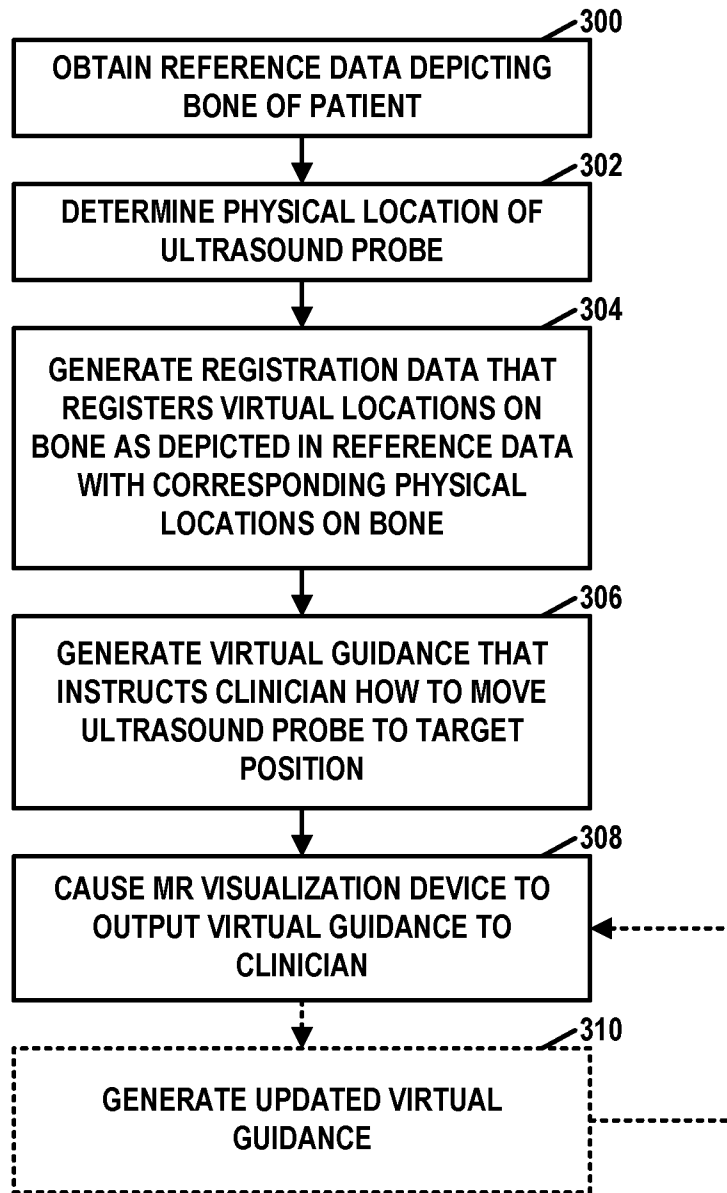 300
OBTAIN REFERENCE DATA DEPICTING
BONE OF PATIENT
302
DETERMINE PHYSICAL LOCATION OF
ULTRASOUND PROBE
304
GENERATE REGISTRATION DATA THAT
REGISTERS VIRTUAL LOCATIONS ON
BONE AS DEPICTED IN REFERENCE DATA
WITH CORRESPONDING PHYSICAL
LOCATIONS ON BONE
306
GENERATE VIRTUAL GUIDANCE THAT
INSTRUCTS CLINICIAN HOW TO MOVE
ULTRASOUND PROBE TO TARGET
POSITION
308
CAUSE MR VISUALIZATION DEVICE TO
OUTPUT VIRTUAL GUIDANCE TO
CLINICIAN
310
GENERATE UPDATED VIRTUAL
GUIDANCE